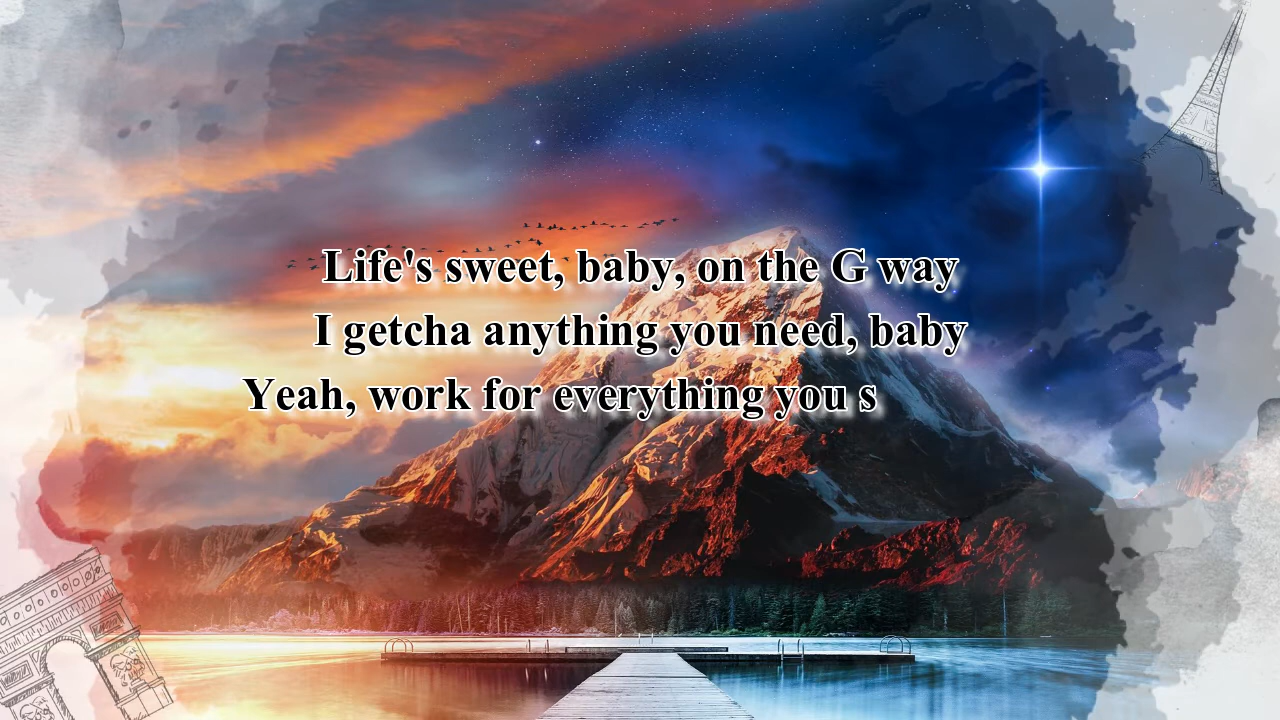 Life's sweet, baby, on the G way
I getcha anything you need, baby
Yeah, work for everything you s